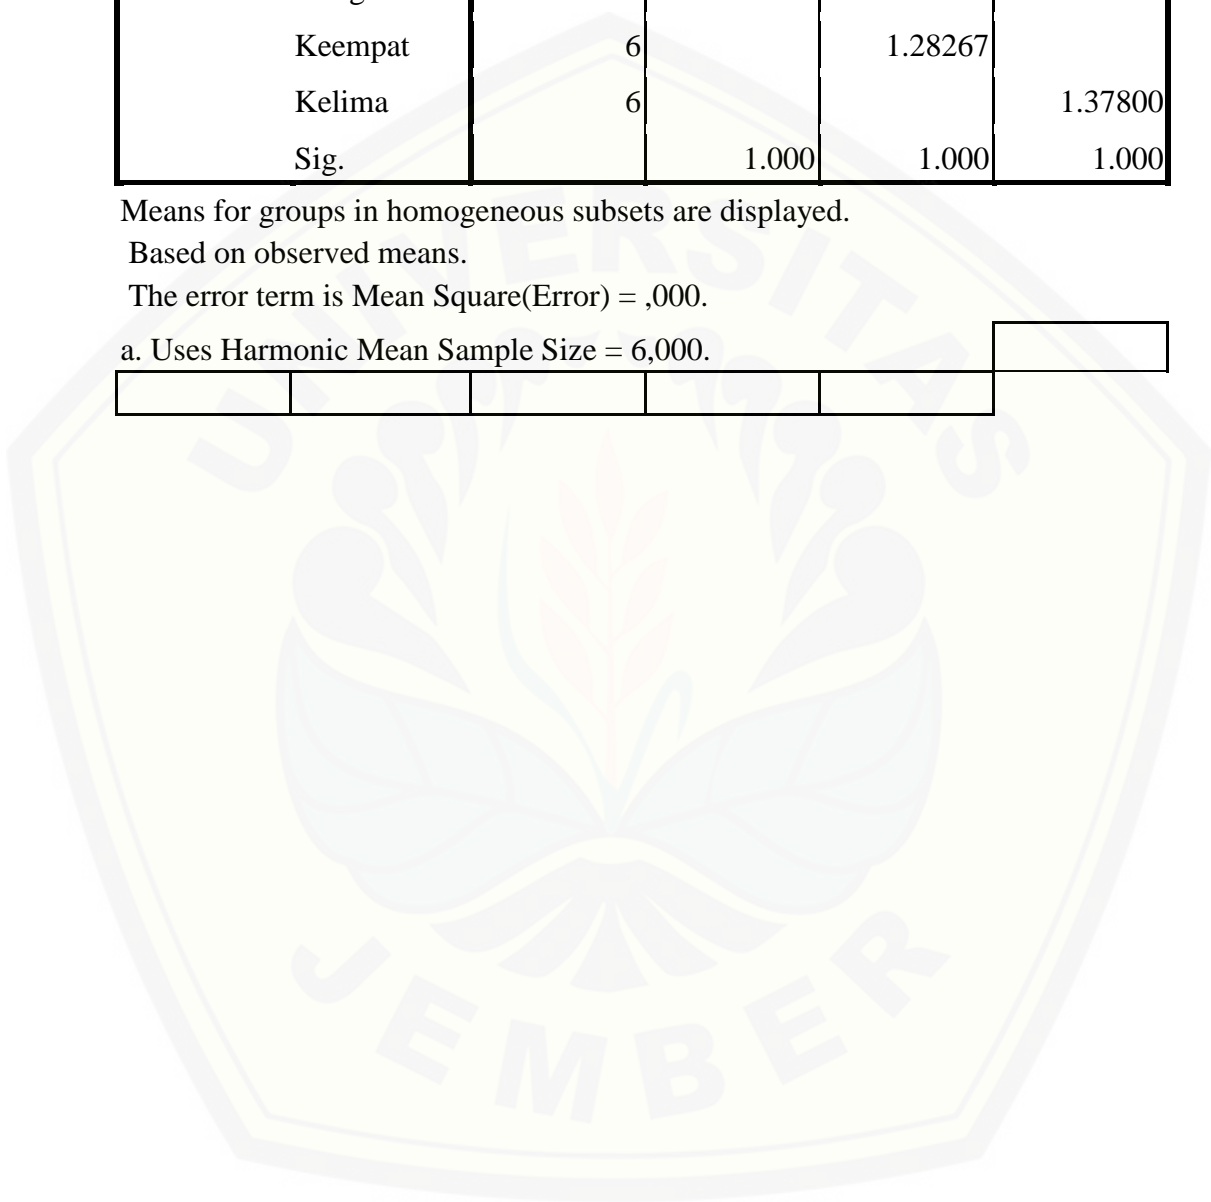 Keempat 6 1.28267
Kelima 6 1.37800
Sig. 1.000 1.000 1.000
Means for groups in homogeneous subsets are displayed.
Based on observed means.
The error term is Mean Square(Error) = ,000.
a. Uses Harmonic Mean Sample Size = 6,000.
UNIVERSITAS
JEMBER